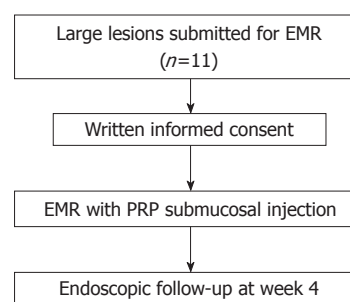 Large lesions submitted for EMR
(n=11)
Written informed consent
EMR with PRP submucosal injection
Endoscopic follow-up at week 4